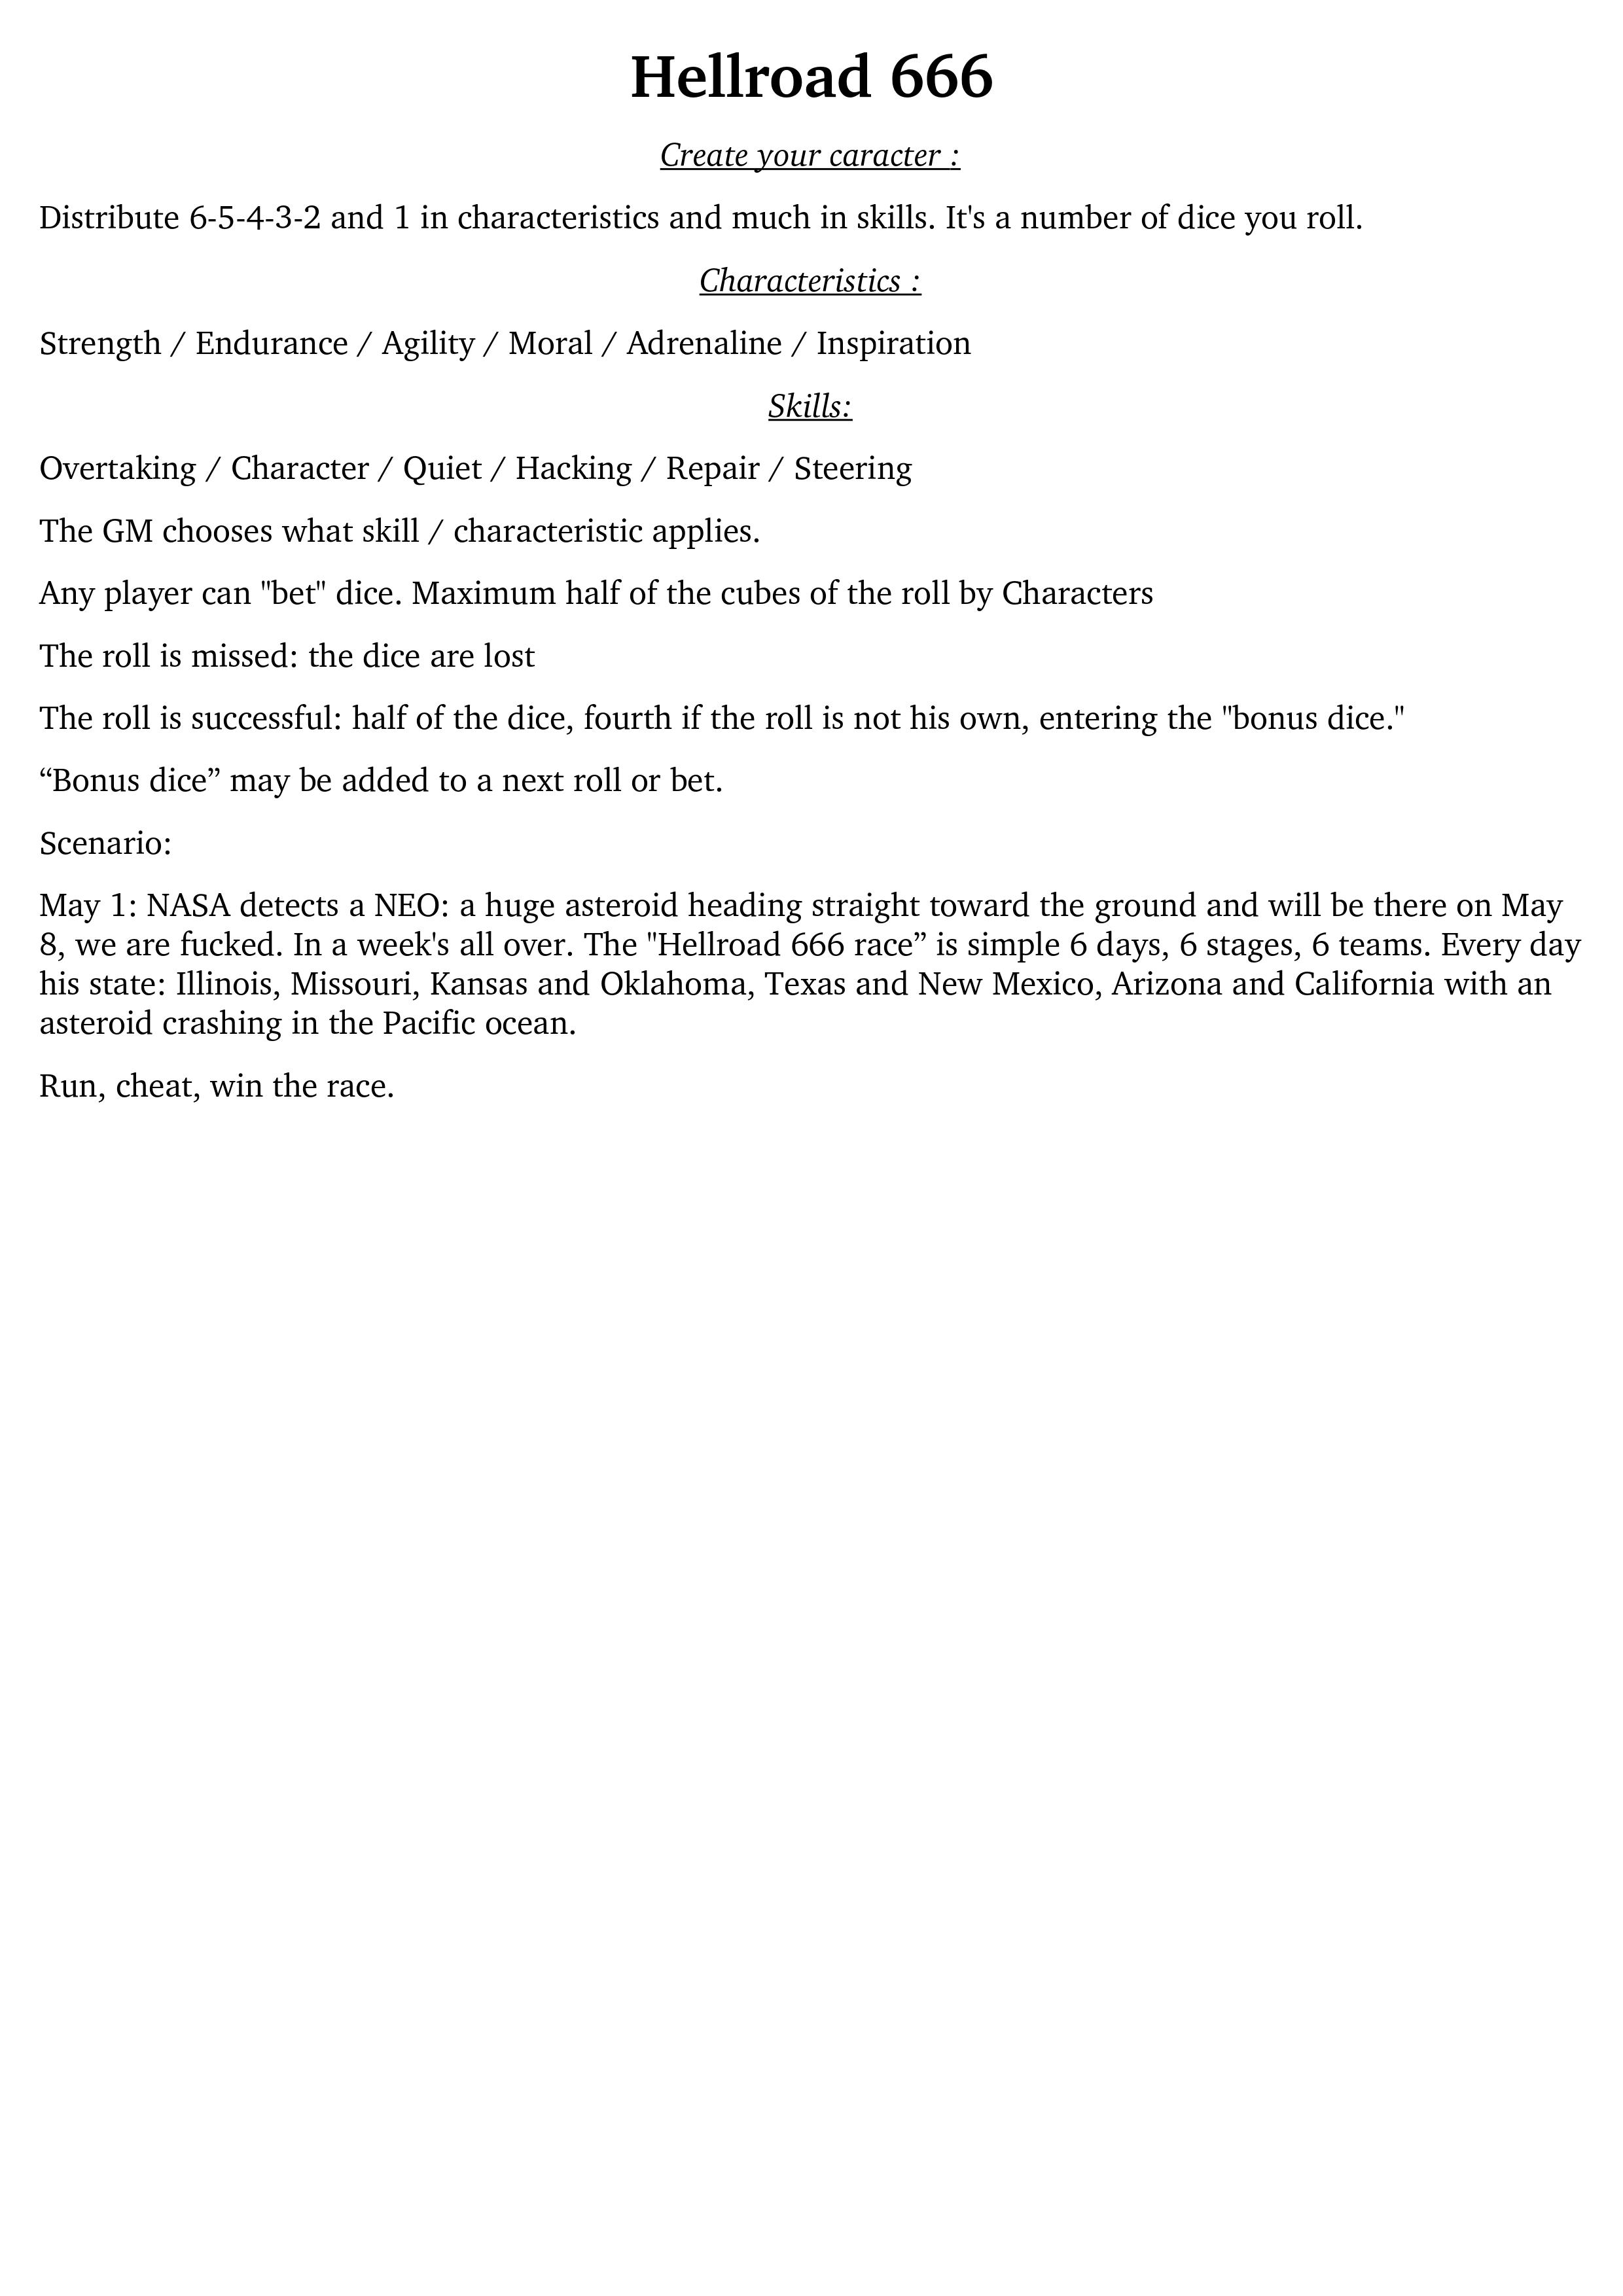 Hellroad 666
Create your caracter :
Distribute 6-5-4-3-2 and 1 in characteristics and much in skills. It's a number of dice you roll.
Characteristics :
Strength / Endurance / Agility / Moral / Adrenaline / Inspiration
Skills:
Overtaking / Character / Quiet / Hacking / Repair / Steering
The GM chooses what skill / characteristic applies.
Any player can "bet" dice. Maximum half of the cubes of the roll by Characters
The roll is missed: the dice are lost
The roll is successful: half of the dice, fourth if the roll is not his own, entering the "bonus dice."
“Bonus dice” may be added to a next roll or bet.
Scenario:
May 1: NASA detects a NEO: a huge asteroid heading straight toward the ground and will be there on May
8, we are fucked. In a week's all over. The "Hellroad 666 race” is simple 6 days, 6 stages, 6 teams. Every day
his state: Illinois, Missouri, Kansas and Oklahoma, Texas and New Mexico, Arizona and California with an
asteroid crashing in the Pacific ocean.
Run, cheat, win the race.